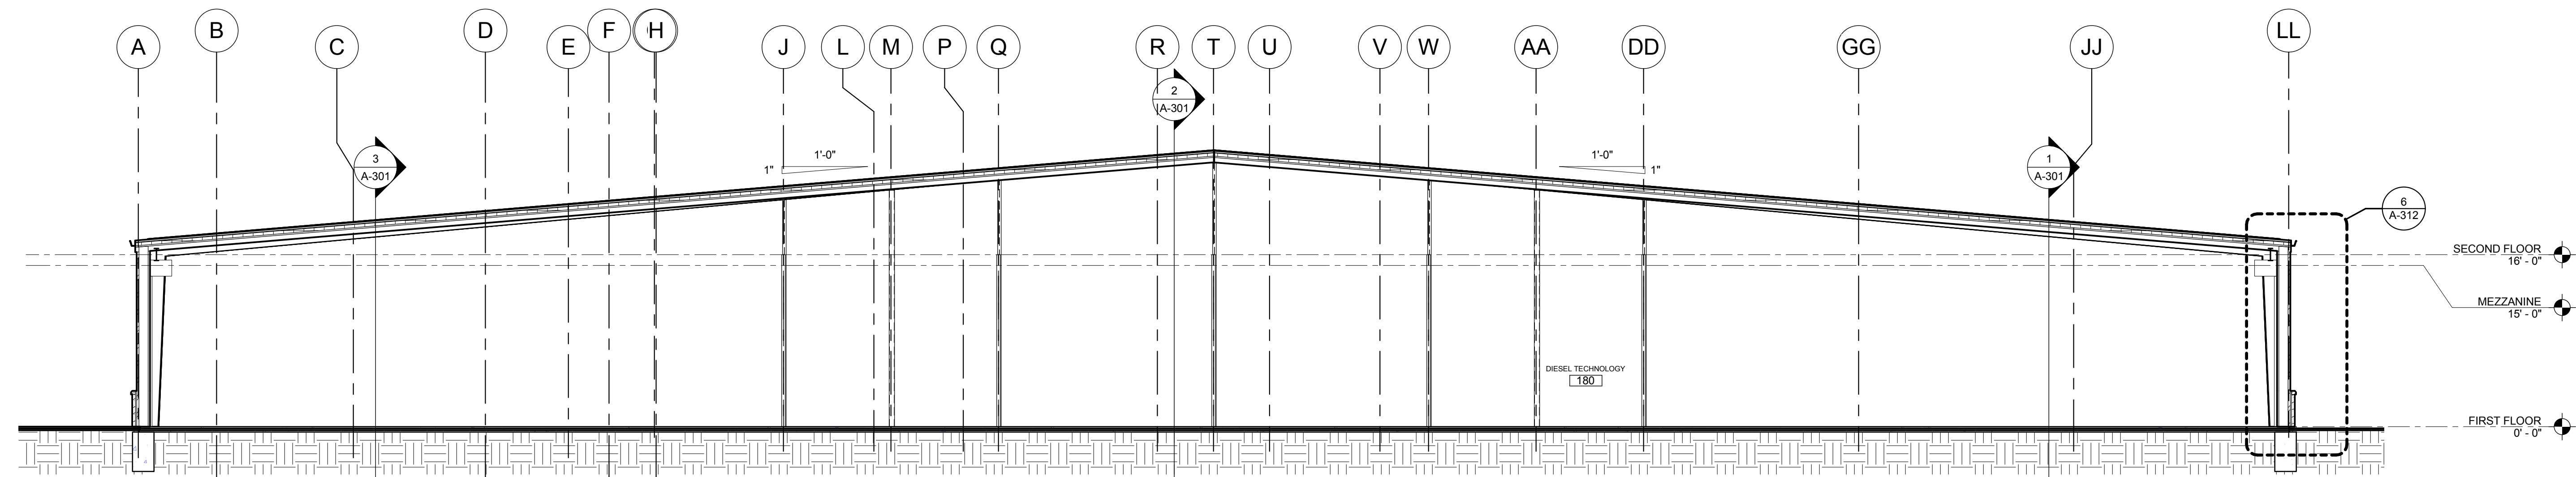 A
B
C
D
E
F
H
J
L
M
P
Q
R
T
U
V
W
AA
DD
GG
JJ
LL
2
A-301
3
A-301
1'-0"
1"
1'-0"
1"
1
A-301
6
A-312
SECOND FLOOR
16' - 0"
MEZZANINE
15' - 0"
DIESEL TECHNOLOGY
180
FIRST FLOOR
0' - 0"